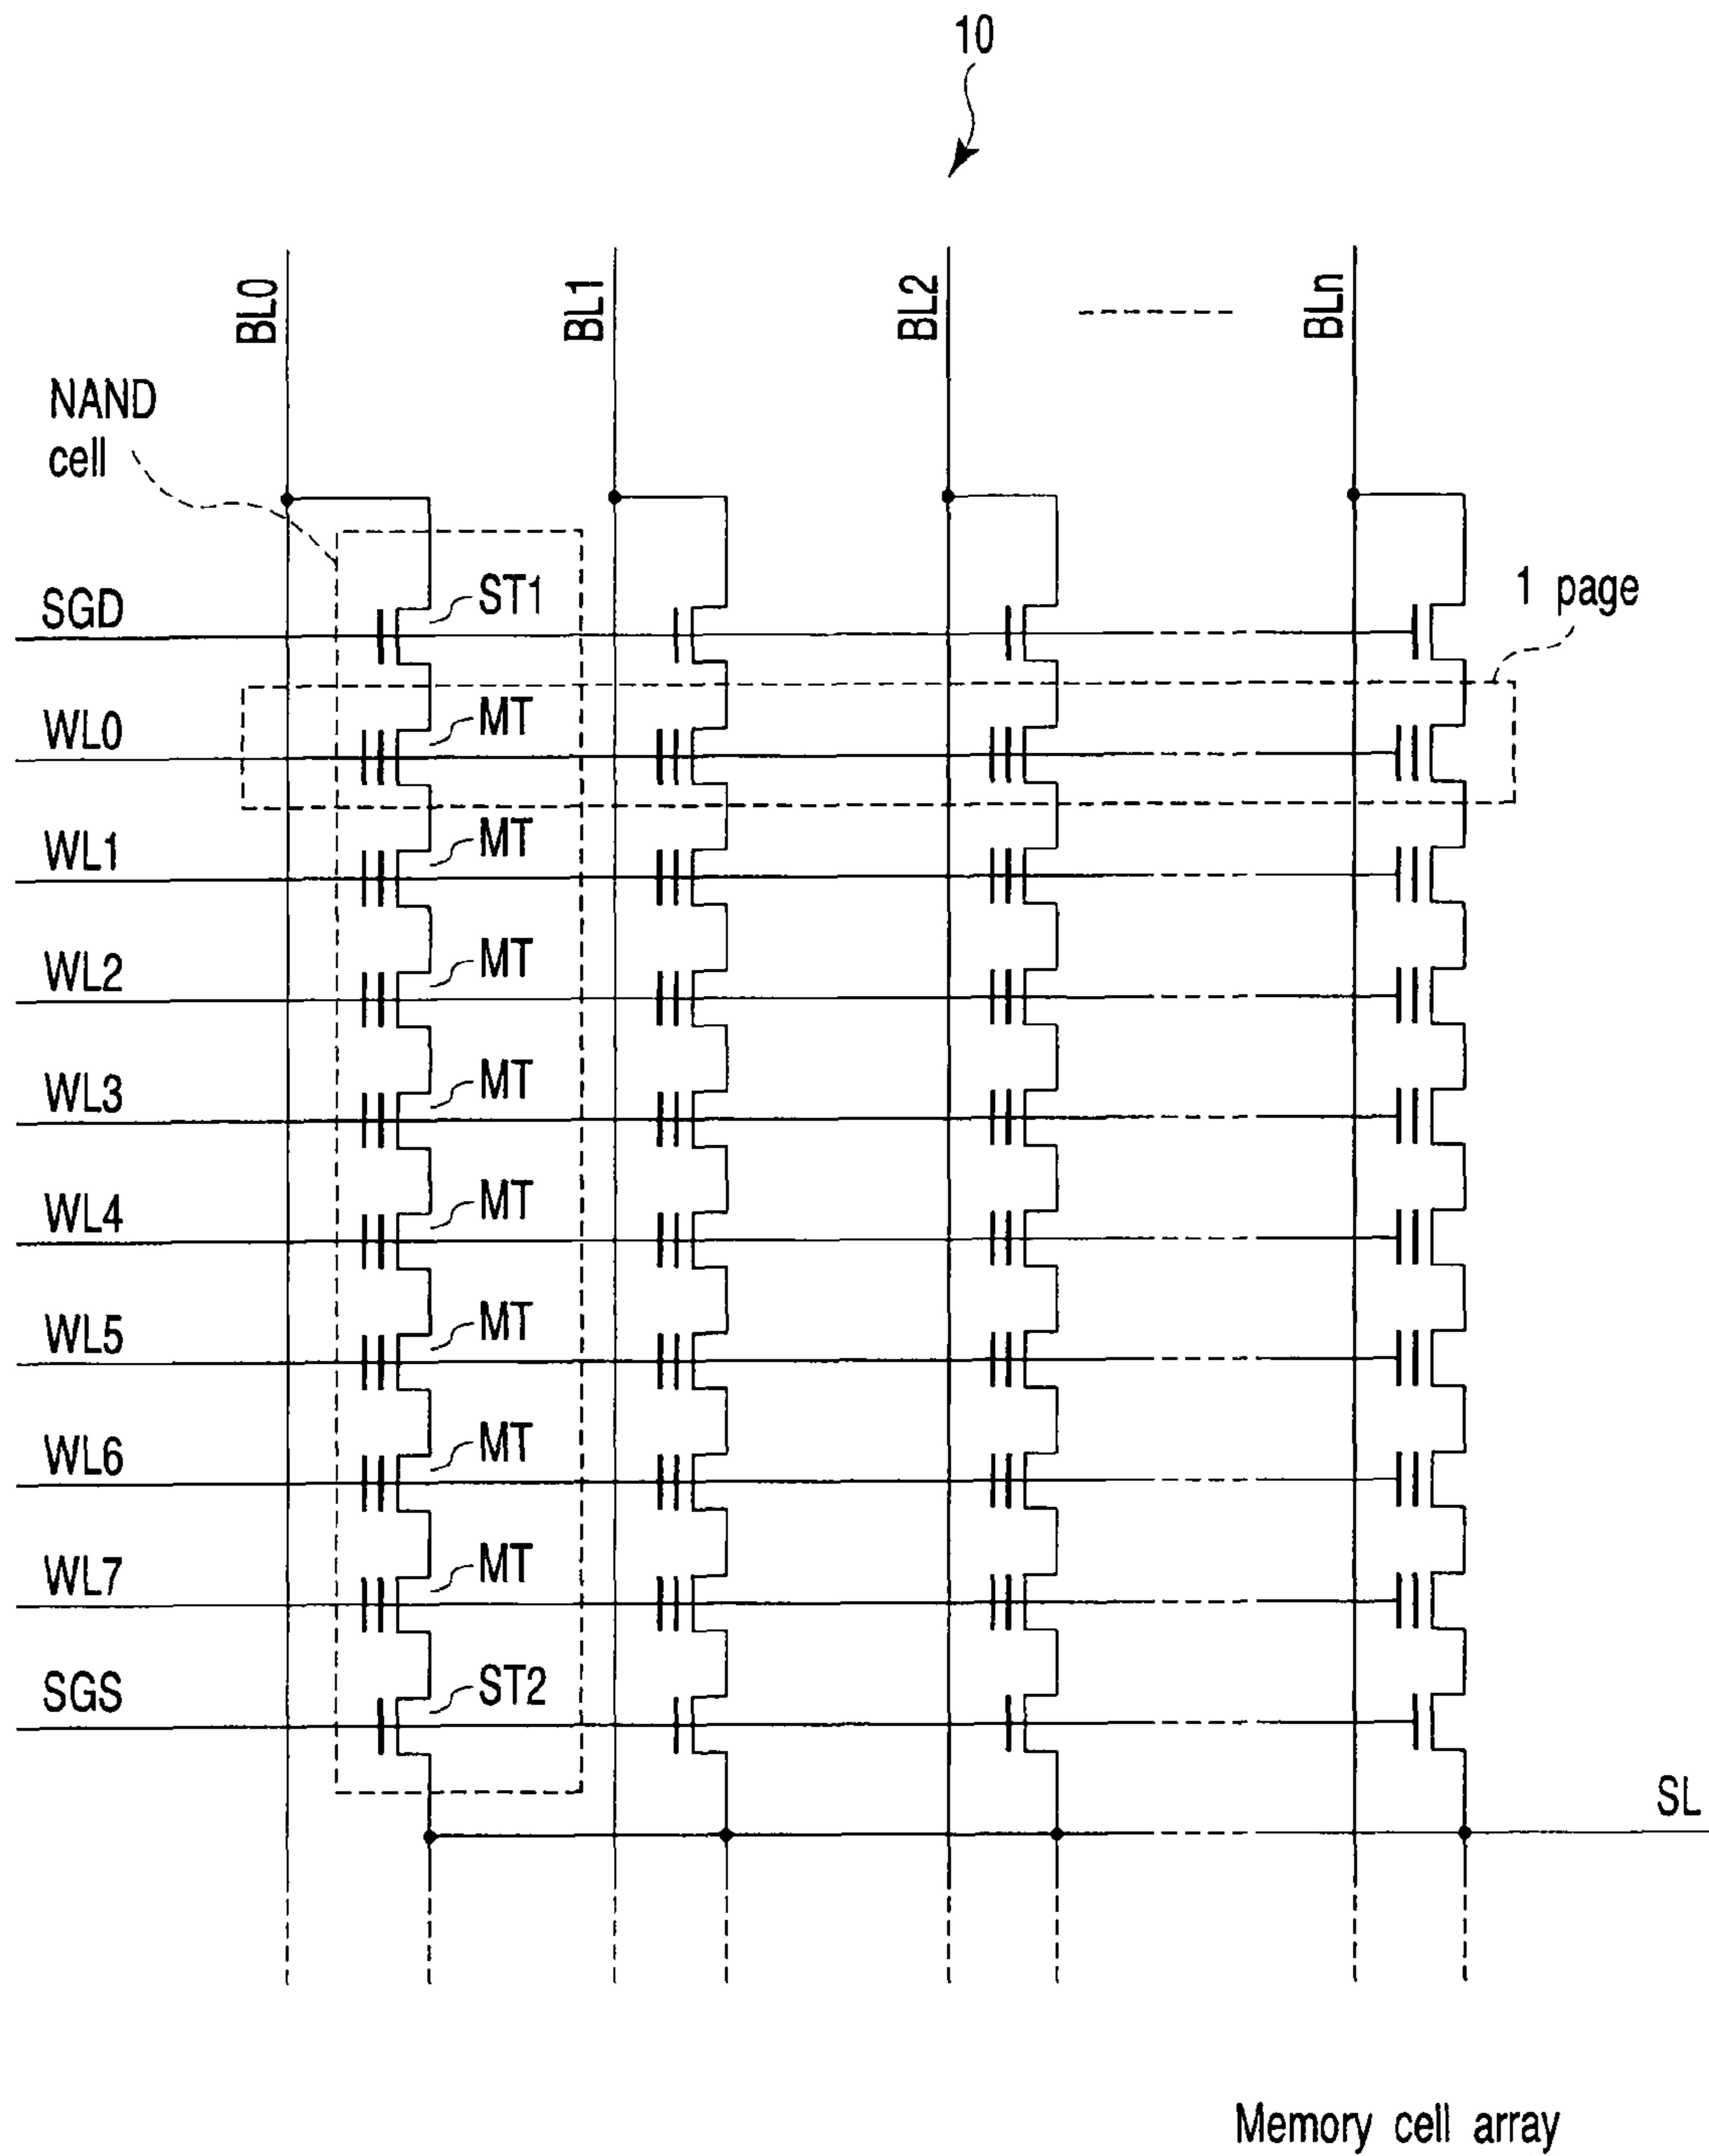 10
BL0
BL1
BL2
BLn
NAND
cell
SGD
ST1
1 page
WL0
MT
WL1
MT
WL2
MT
WL3
MT
WL4
MT
WL5
MT
WL6
MT
WL7
MT
SGS
ST2
SL
Memory cell array